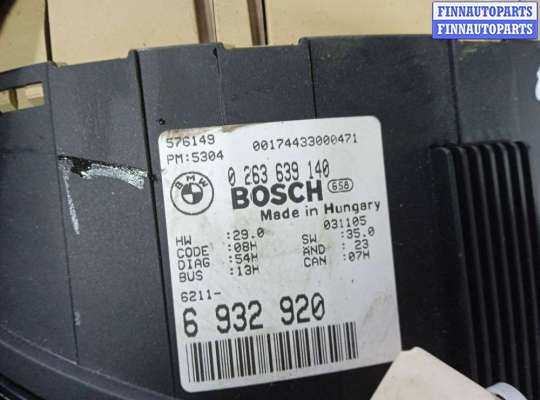 FINNAUTOPARTS
FINNAUTOPARTS
576149 00174433000471
PM:5304
BMW
0 263 639 140
BOSCH 658
Made in Hungary
031105
HW :29.0 SW :35.0
CODE :08H AND : 23
DIAG :54H CAN :07H
BUS :13H
6211-
6 932 920